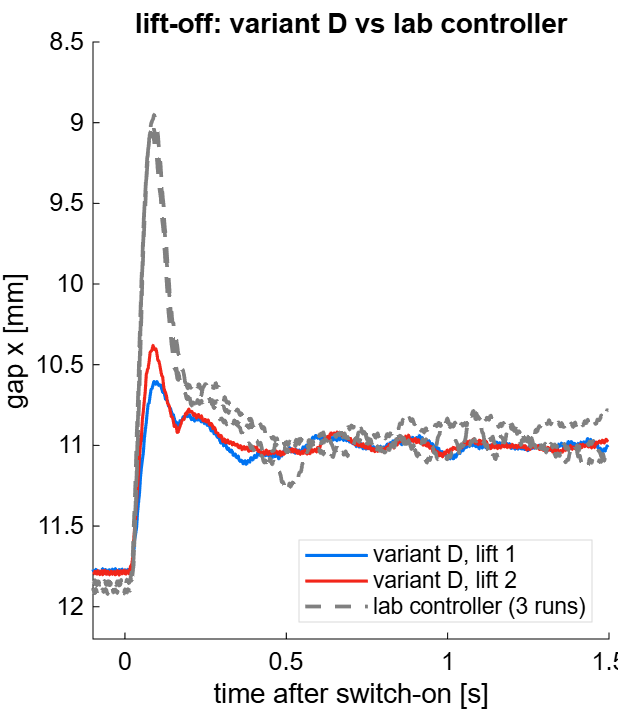 lift-off: variant D vs lab controller
8.5
9
9.5
10
10.5
11
11.5
12
gap x [mm]
variant D, lift 1
variant D, lift 2
lab controller (3 runs)
0
0.5
1
1.5
time after switch-on [s]